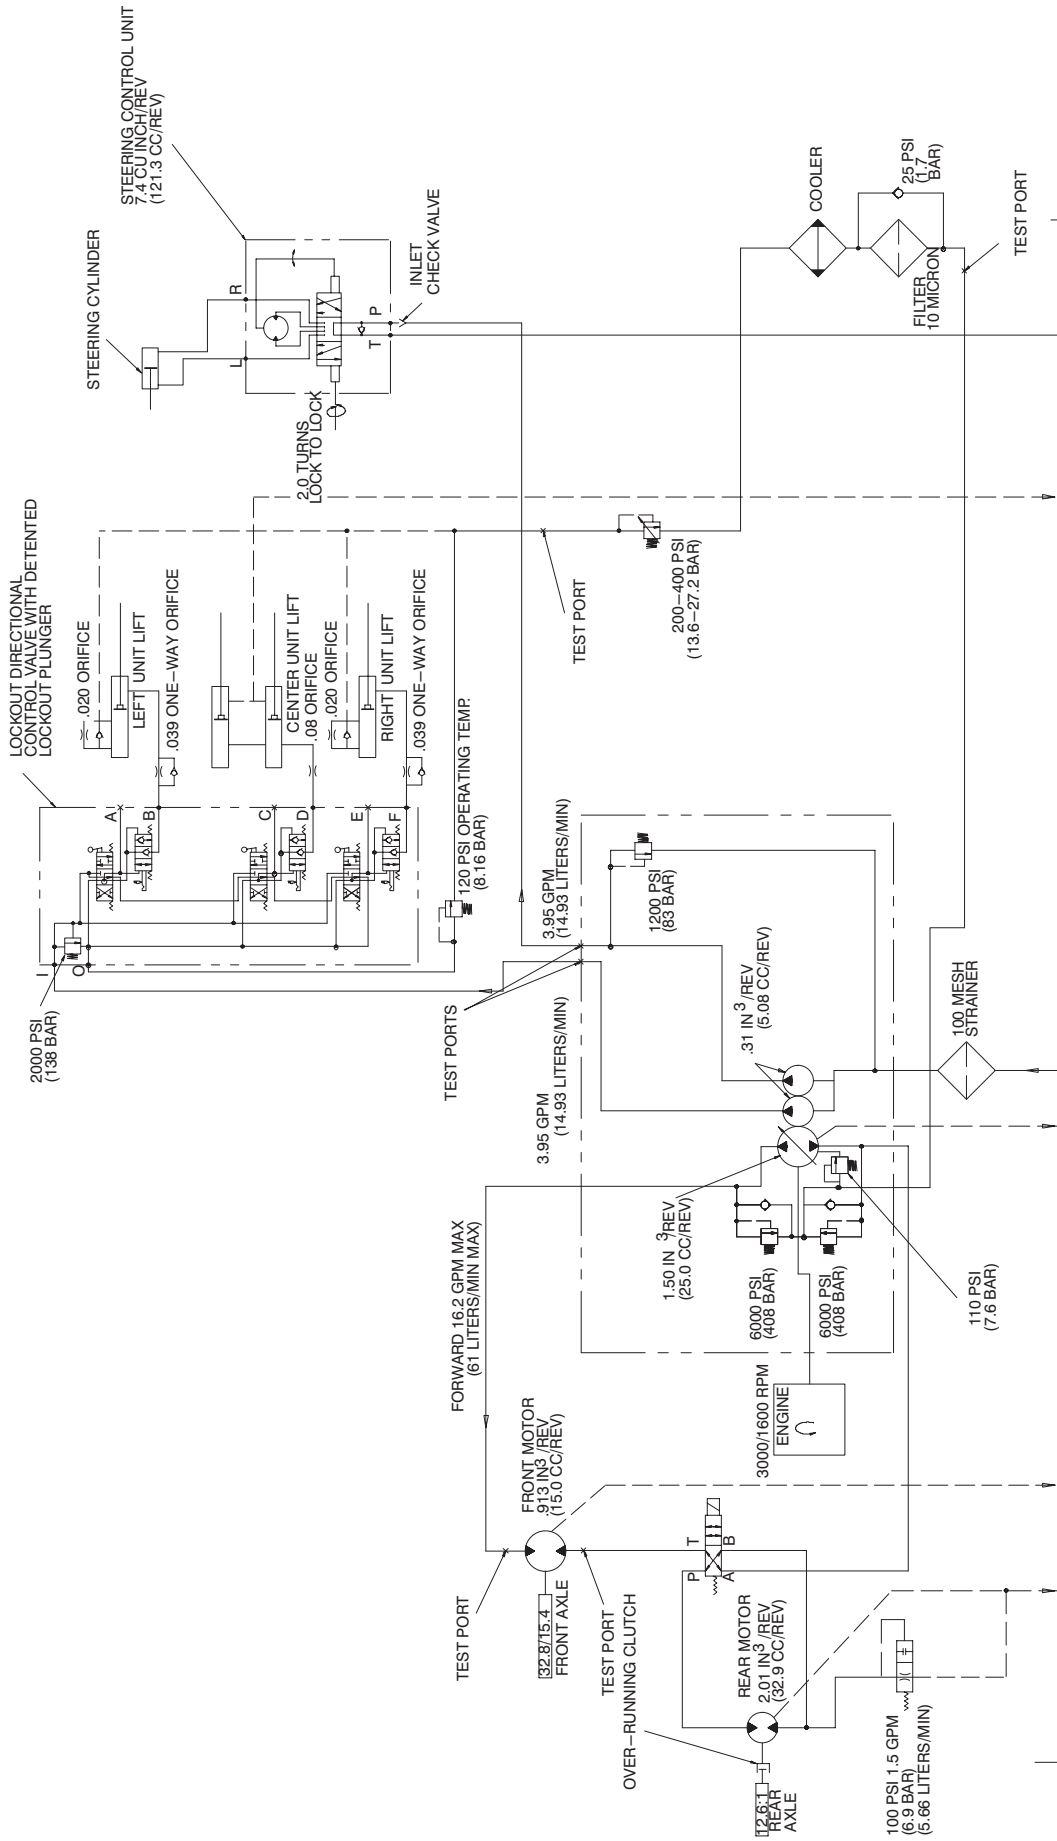 STEERING CONTROL UNIT
7.4 CU INCH/REV
(121.3 CC/REV)
STEERING CYLINDER
L
R
T
P
INLET
CHECK VALVE
2.0 TURNS
LOCK TO LOCK
COOLER
25 PSI
(1.7
BAR)
FILTER
10 MICRON
TEST PORT
LOCKOUT DIRECTIONAL
CONTROL VALVE WITH DETENTED
LOCKOUT PLUNGER
.020 ORIFICE
LEFT UNIT LIFT
.039 ONE-WAY ORIFICE
CENTER UNIT LIFT
.08 ORIFICE
.020 ORIFICE
RIGHT UNIT LIFT
.039 ONE-WAY ORIFICE
A
B
C
D
E
F
I
O
2000 PSI
(138 BAR)
120 PSI OPERATING TEMP.
(8.16 BAR)
TEST PORT
200-400 PSI
(13.6-27.2 BAR)
TEST PORTS
3.95 GPM
(14.93 LITERS/MIN)
3.95 GPM
(14.93 LITERS/MIN)
1200 PSI
(83 BAR)
.31 IN 3 /REV
(5.08 CC/REV)
100 MESH
STRAINER
1.50 IN 3/REV
(25.0 CC/REV)
6000 PSI
(408 BAR)
6000 PSI
(408 BAR)
110 PSI
(7.6 BAR)
FORWARD 16.2 GPM MAX
(61 LITERS/MIN MAX)
3000/1600 RPM
ENGINE
FRONT MOTOR
.913 IN3 /REV
(15.0 CC/REV)
TEST PORT
32.8/15.4
FRONT AXLE
TEST PORT
P
T
A
B
OVER-RUNNING CLUTCH
REAR MOTOR
2.01 IN3 /REV
(32.9 CC/REV)
12.6:1
REAR
AXLE
100 PSI 1.5 GPM
(6.9 BAR)
(5.66 LITERS/MIN)